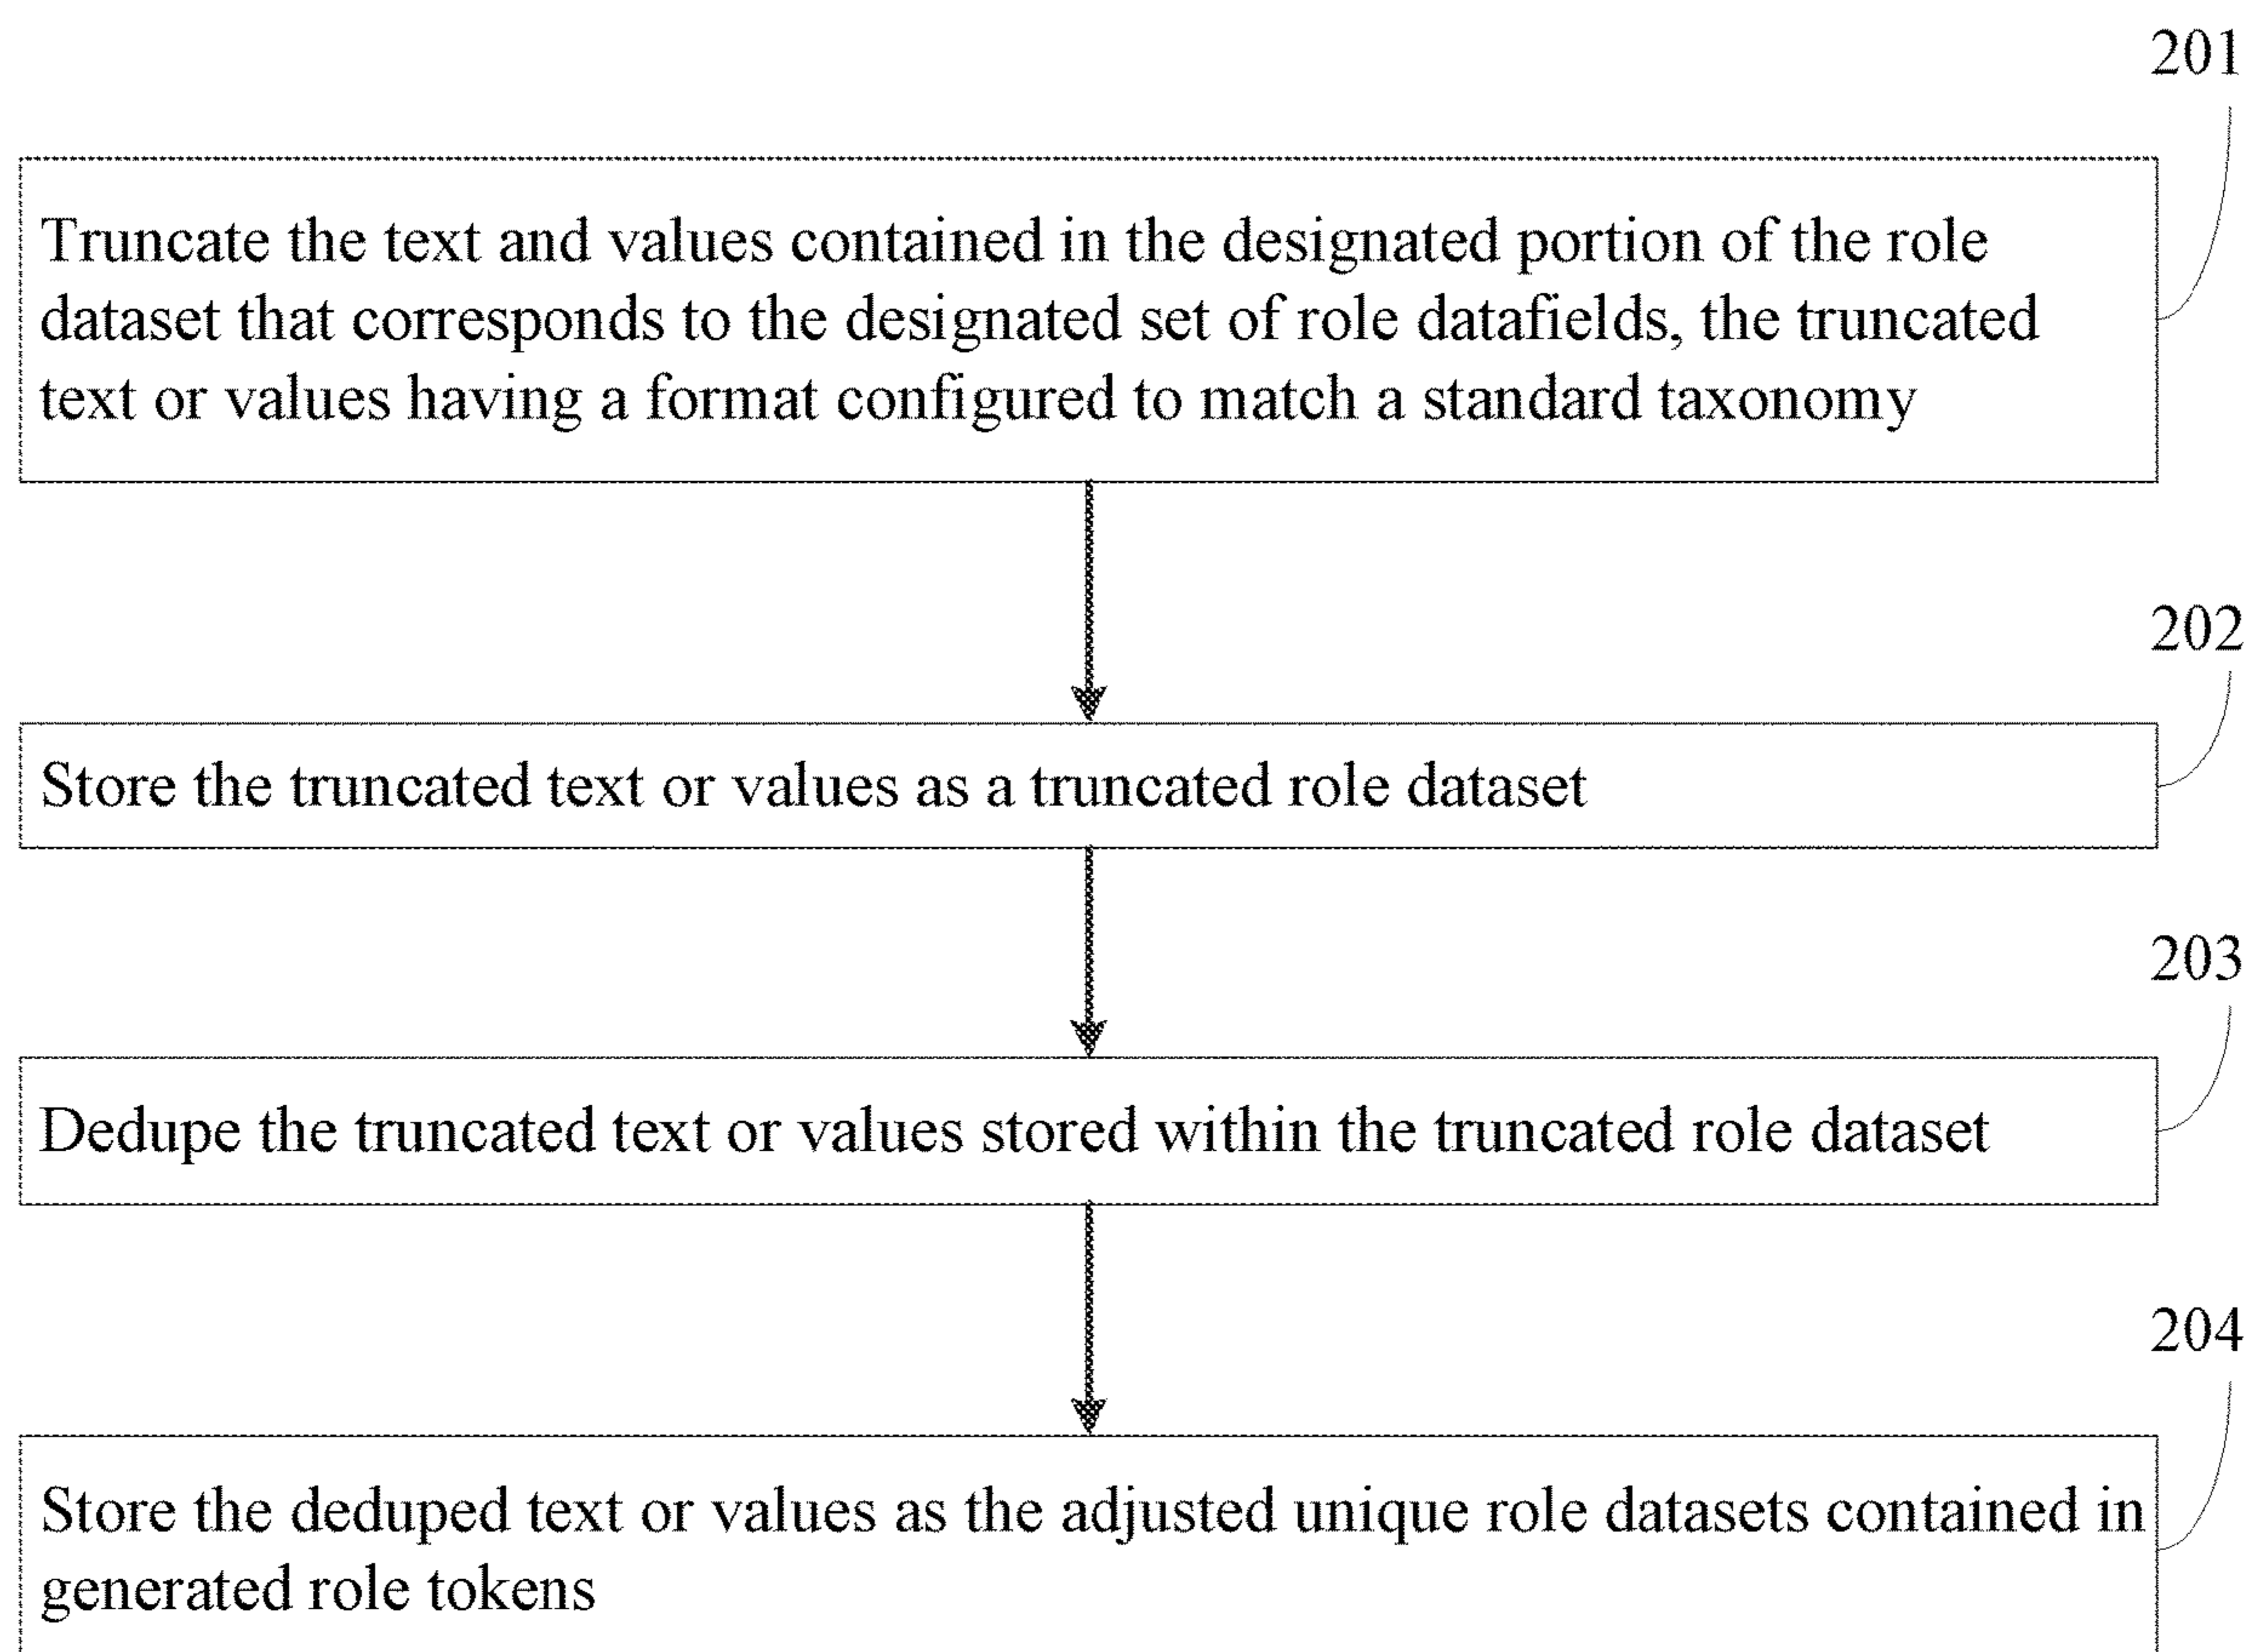 201
Truncate the text and values contained in the designated portion of the role
dataset that corresponds to the designated set of role datafields, the truncated
text or values having a format configured to match a standard taxonomy
202
Store the truncated text or values as a truncated role dataset
203
Dedupe the truncated text or values stored within the truncated role dataset
204
Store the deduped text or values as the adjusted unique role datasets contained in
generated role tokens